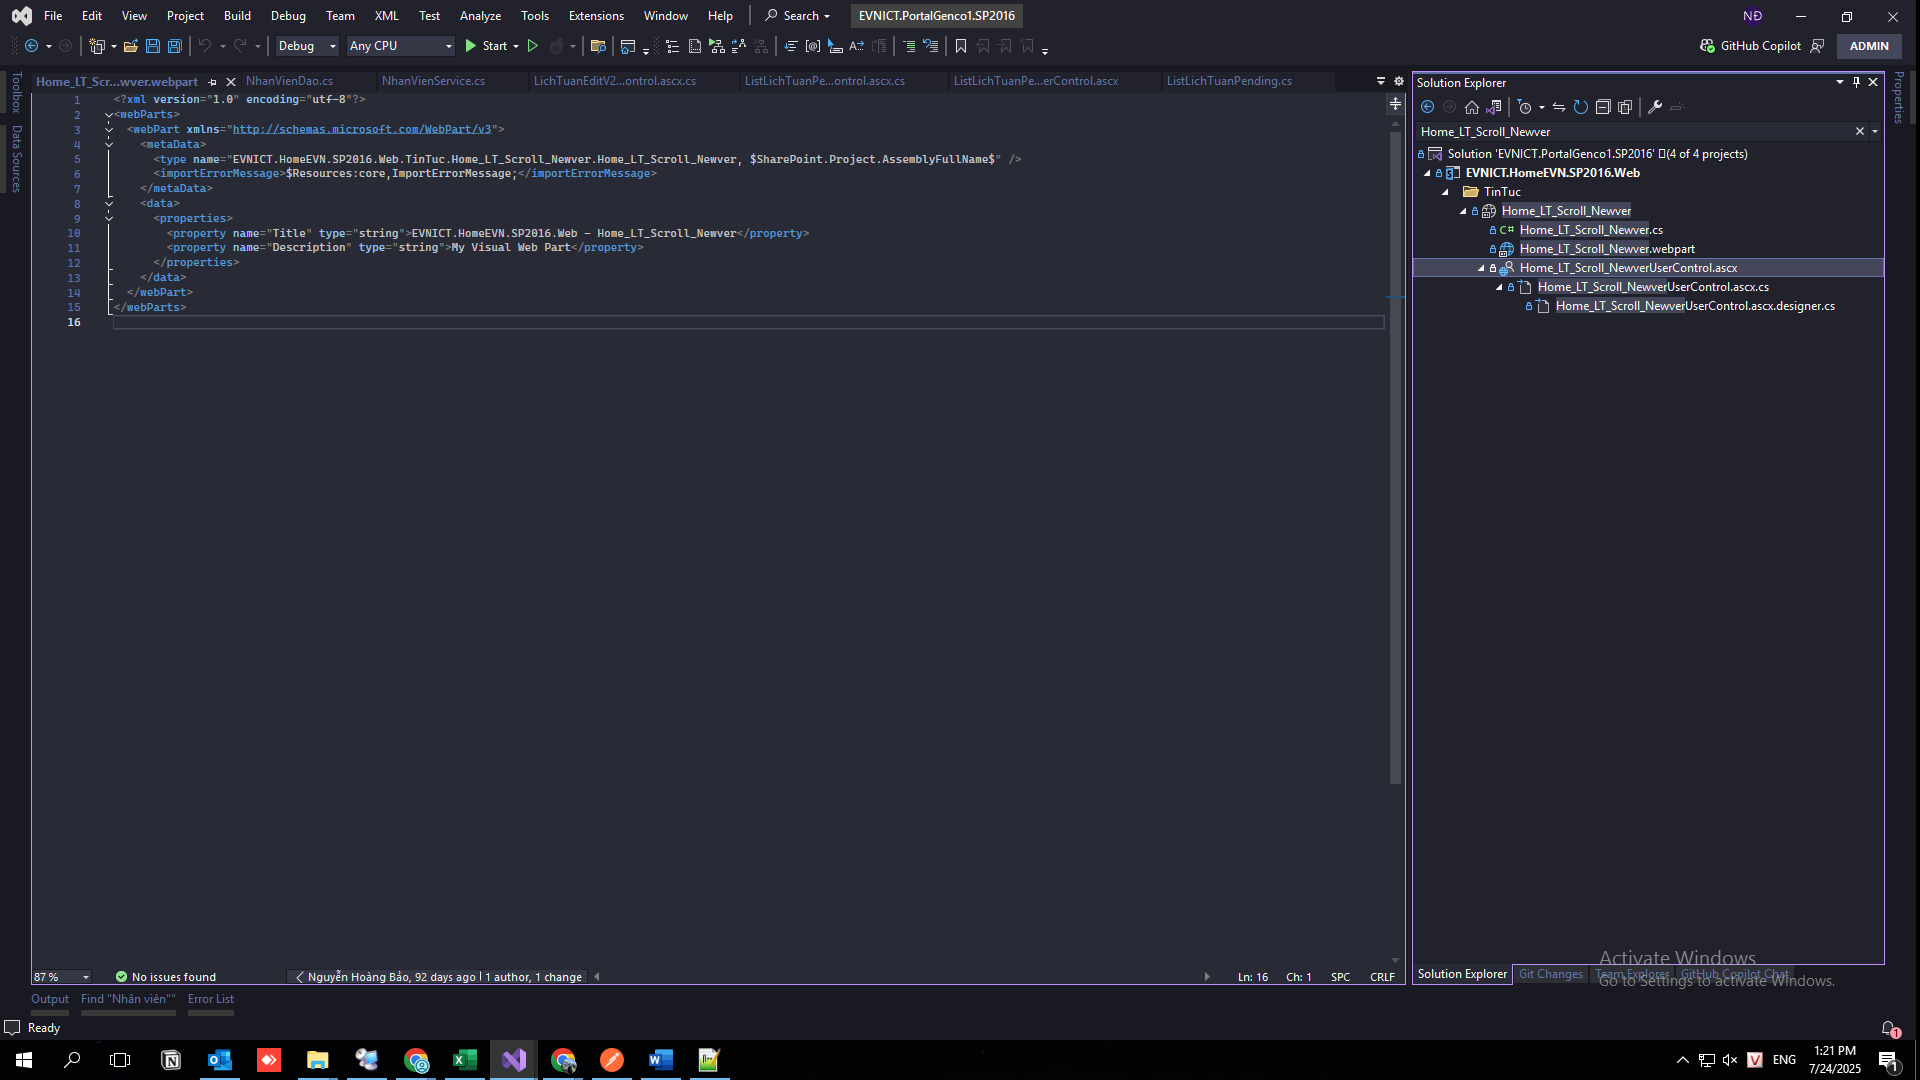 File Edit View Project Build Debug Team XML Test Analyze Tools Extensions Window Help Search EVNICT.PortalGenco1.SP2016 NĐ
Debug Any CPU Start GitHub Copilot ADMIN
Toolbox
Data Sources
Home_LT_Scr...wver.webpart NhanVienDao.cs NhanVienService.cs LichTuanEditV2...ontrol.ascx.cs ListLichTuanPe...ontrol.ascx.cs ListLichTuanPe...erControl.ascx ListLichTuanPending.cs
1 <?xml version="1.0" encoding="utf-8"?>
2 <webParts>
3 <webPart xmlns="http://schemas.microsoft.com/WebPart/v3">
4 <metaData>
5 <type name="EVNICT.HomeEVN.SP2016.Web.TinTuc.Home_LT_Scroll_Newver.Home_LT_Scroll_Newver, $SharePoint.Project.AssemblyFullName$" />
6 <importErrorMessage>$Resources:core,ImportErrorMessage;</importErrorMessage>
7 </metaData>
8 <data>
9 <properties>
10 <property name="Title" type="string">EVNICT.HomeEVN.SP2016.Web - Home_LT_Scroll_Newver</property>
11 <property name="Description" type="string">My Visual Web Part</property>
12 </properties>
13 </data>
14 </webPart>
15 </webParts>
16
87 % No issues found Nguyễn Hoàng Bảo, 92 days ago | 1 author, 1 change Ln: 16 Ch: 1 SPC CRLF
Solution Explorer
Home_LT_Scroll_Newver
Solution 'EVNICT.PortalGenco1.SP2016' (4 of 4 projects)
EVNICT.HomeEVN.SP2016.Web
TinTuc
Home_LT_Scroll_Newver
C# Home_LT_Scroll_Newver.cs
Home_LT_Scroll_Newver.webpart
Home_LT_Scroll_NewverUserControl.ascx
Home_LT_Scroll_NewverUserControl.ascx.cs
Home_LT_Scroll_NewverUserControl.ascx.designer.cs
Properties
Activate Windows
Go to Settings to activate Windows.
Solution Explorer Git Changes Team Explorer GitHub Copilot Chat
Output Find "Nhân viên"" Error List
Ready 1
ENG 1:21 PM
7/24/2025 1